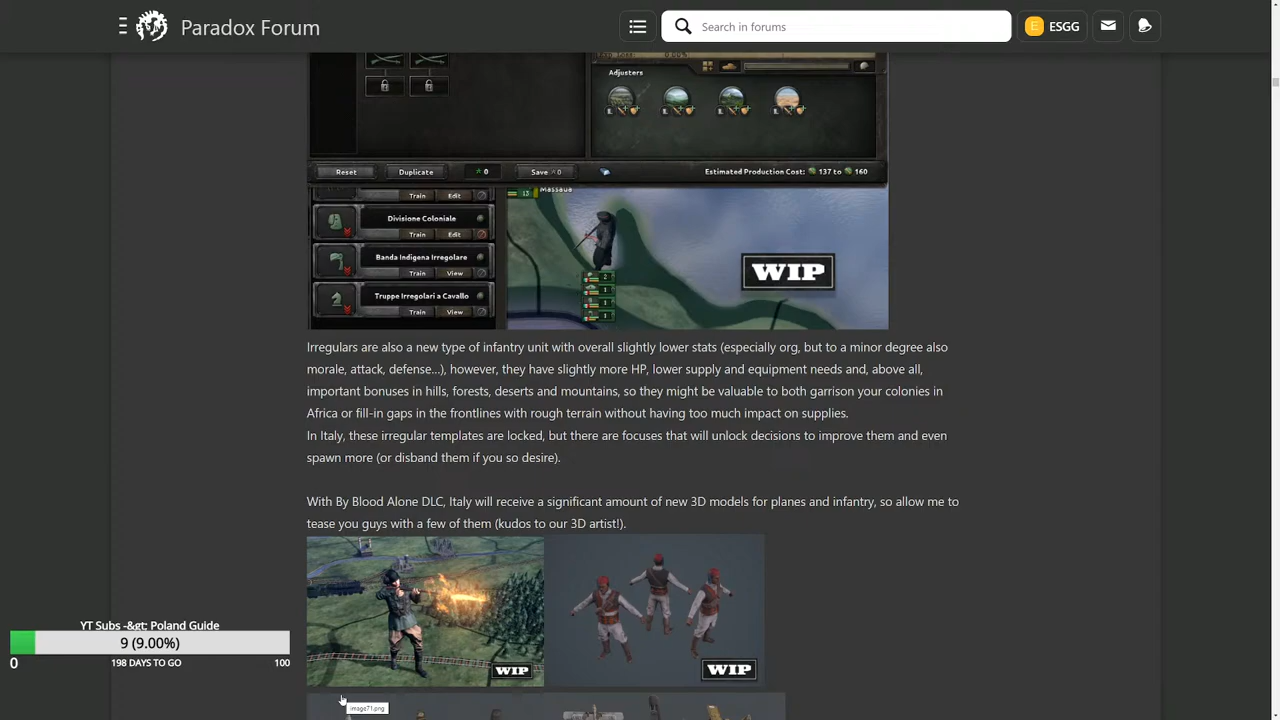 Paradox Forum
Search in forums
E ESGG
Adjusters
Reset Duplicate 0 Save 0 Estimated Production Cost: 137 to 160
Train Edit
Divisione Coloniale
Train Edit
Banda Indigena Irregolare
Train View
Truppe Irregolari a Cavallo
Train View
13 Massaua
2
1
1
1
WIP
Irregulars are also a new type of infantry unit with overall slightly lower stats (especially org, but to a minor degree also
morale, attack, defense...), however, they have slightly more HP, lower supply and equipment needs and, above all,
important bonuses in hills, forests, deserts and mountains, so they might be valuable to both garrison your colonies in
Africa or fill-in gaps in the frontlines with rough terrain without having too much impact on supplies.
In Italy, these irregular templates are locked, but there are focuses that will unlock decisions to improve them and even
spawn more (or disband them if you so desire).
With By Blood Alone DLC, Italy will receive a significant amount of new 3D models for planes and infantry, so allow me to
tease you guys with a few of them (kudos to our 3D artist!).
WIP
WIP
YT Subs -&gt; Poland Guide
9 (9.00%)
0 198 DAYS TO GO 100
image71.png